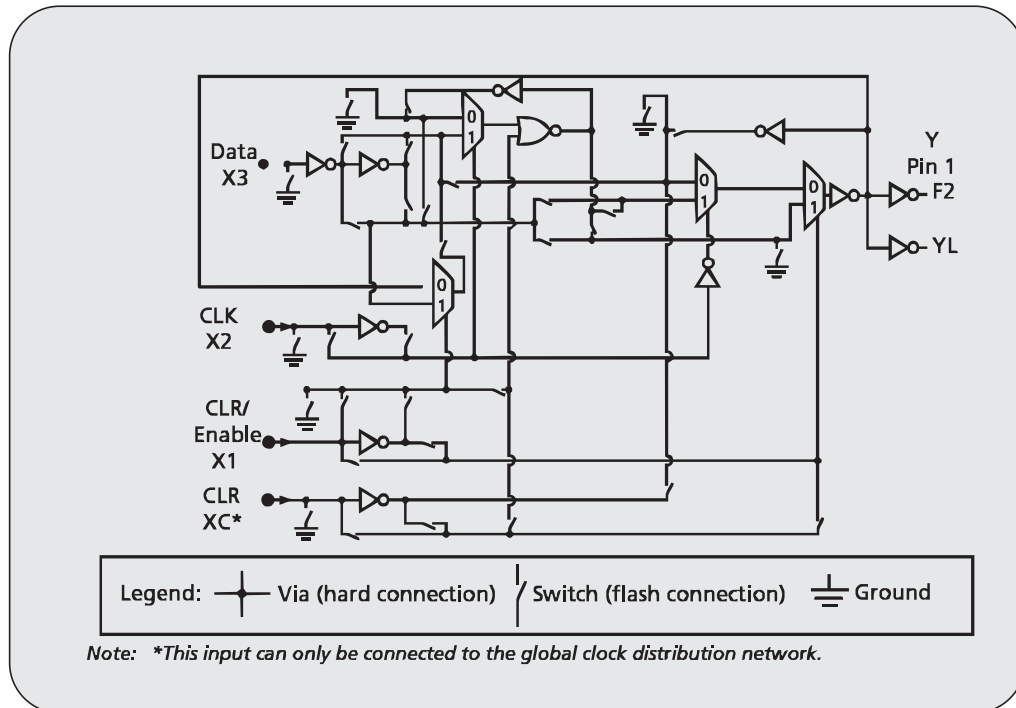 Data
X3
0
1
0
1
0
1
0
1
Y
Pin 1
F2
YL
CLK
X2
CLR/
Enable
X1
CLR
XC*
Legend: Via (hard connection) Switch (flash connection) Ground
Note: *This input can only be connected to the global clock distribution network.